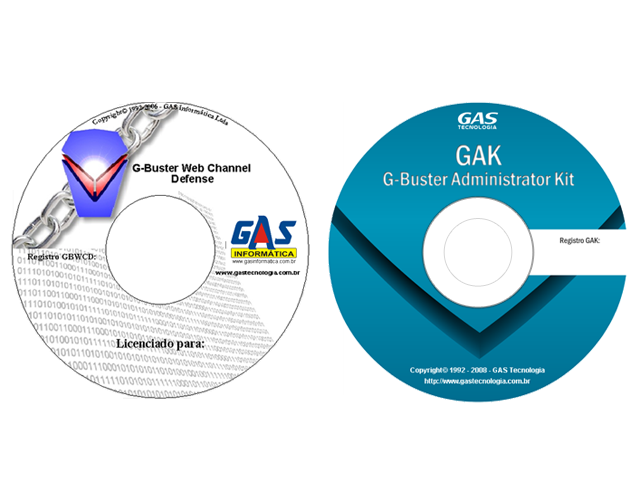 Copyright© 1992-2006 - GAS Informática Ltda
G-Buster Web Channel
Defense
GAS
INFORMÁTICA
www.gasinformatica.com.br
www.gastecnologia.com.br
Registro GBWCD:
Licenciado para:
GAS
TECNOLOGIA
GAK
G-Buster Administrator Kit
Registro GAK:
Copyright© 1992 - 2008 - GAS Tecnologia
http://www.gastecnologia.com.br